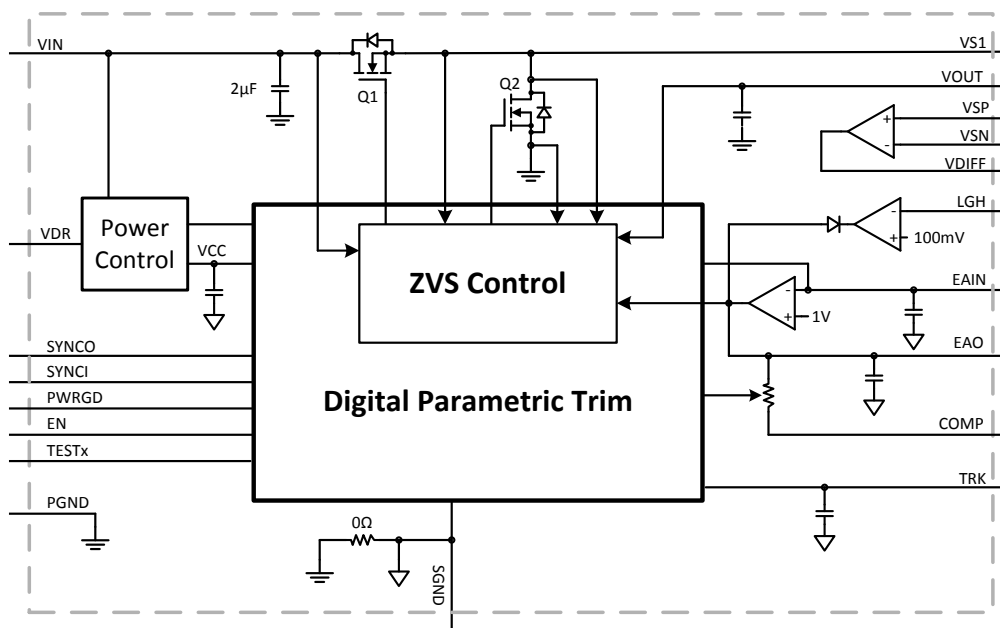 VIN
VS1
Q1
2µF
Q2
VOUT
VSP
+
-
VSN
VDIFF
LGH
-
+
100mV
Power
Control
VDR
VCC
ZVS Control
EAIN
-
+
1V
SYNCO
EAO
SYNCI
PWRGD
Digital Parametric Trim
EN
COMP
TESTx
TRK
PGND
0Ω
SGND